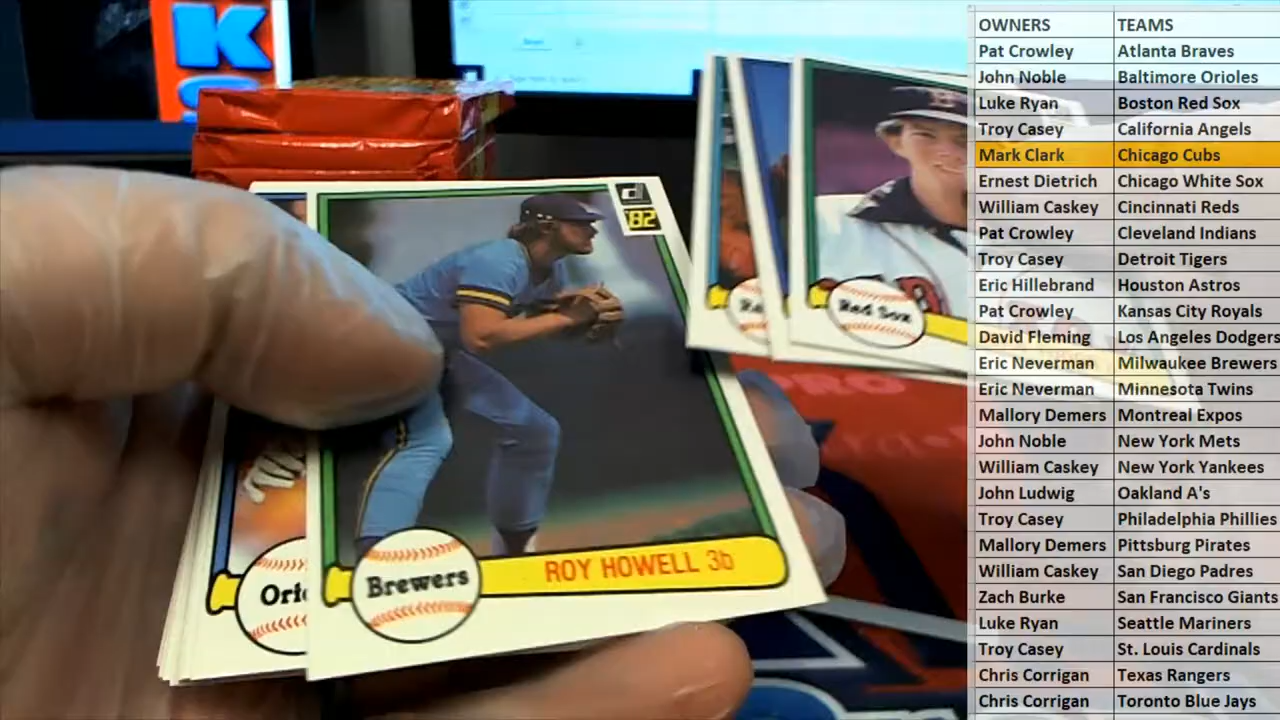 K
S
'82
Red Sox
PRO
Brewers
ROY HOWELL 3b
OWNERS TEAMS
Pat Crowley Atlanta Braves
John Noble Baltimore Orioles
Luke Ryan Boston Red Sox
Troy Casey California Angels
Mark Clark Chicago Cubs
Ernest Dietrich Chicago White Sox
William Caskey Cincinnati Reds
Pat Crowley Cleveland Indians
Troy Casey Detroit Tigers
Eric Hillebrand Houston Astros
Pat Crowley Kansas City Royals
David Fleming Los Angeles Dodgers
Eric Neverman Milwaukee Brewers
Eric Neverman Minnesota Twins
Mallory Demers Montreal Expos
John Noble New York Mets
William Caskey New York Yankees
John Ludwig Oakland A's
Troy Casey Philadelphia Phillies
Mallory Demers Pittsburg Pirates
William Caskey San Diego Padres
Zach Burke San Francisco Giants
Luke Ryan Seattle Mariners
Troy Casey St. Louis Cardinals
Chris Corrigan Texas Rangers
Chris Corrigan Toronto Blue Jays